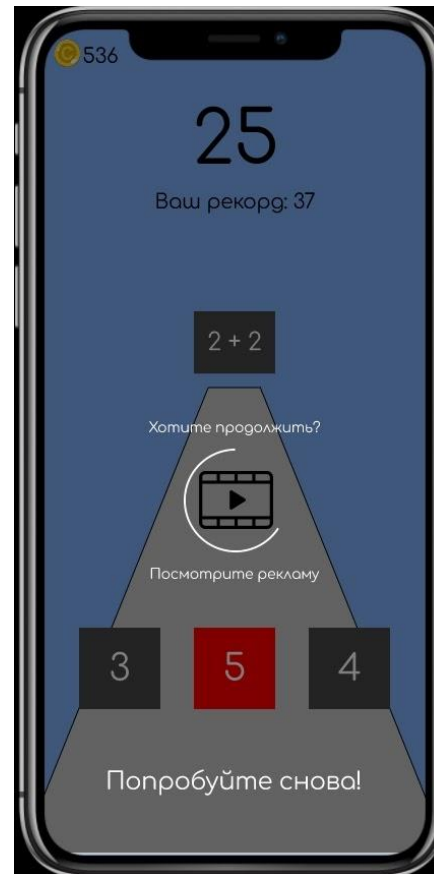 536
25
Ваш рекорд: 37
2 + 2
Хотите продолжить?
Посмотрите рекламу
3 5 4
Попробуйте снова!